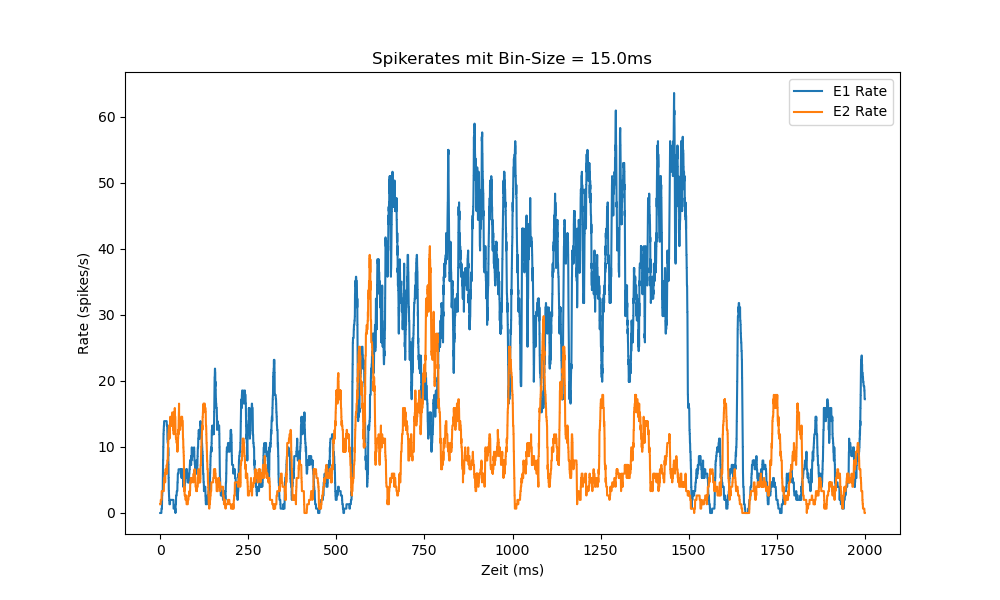 Spikerates mit Bin-Size = 15.0ms
E1 Rate
E2 Rate
60
50
40
30
20
10
0
Rate (spikes/s)
0 250 500 750 1000 1250 1500 1750 2000
Zeit (ms)